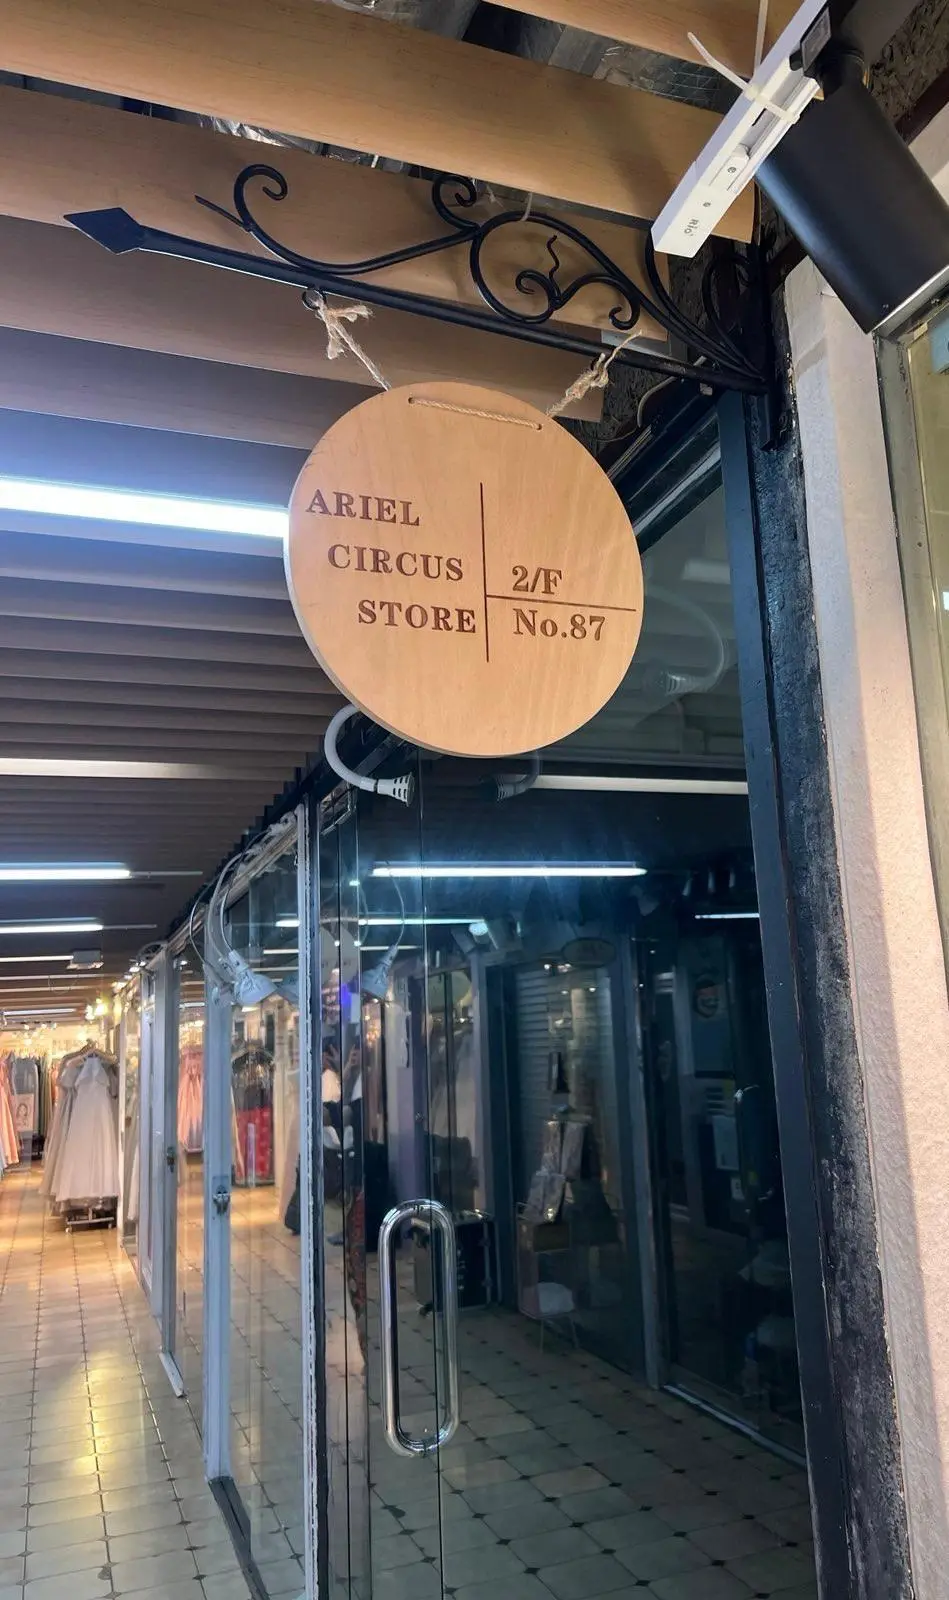 ARIEL
CIRCUS
STORE
2/F
No.87